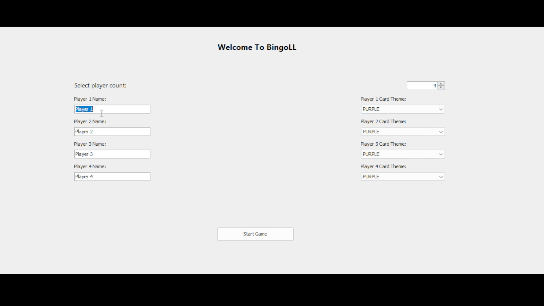 Welcome To BingoLL
Select player count: 4
Player 1 Name: Player 1 Card Theme:
Player 1 PURPLE
Player 2 Name: Player 2 Card Theme:
Player 2 PURPLE
Player 3 Name: Player 3 Card Theme:
Player 3 PURPLE
Player 4 Name: Player 4 Card Theme:
Player 4 PURPLE
Start Game